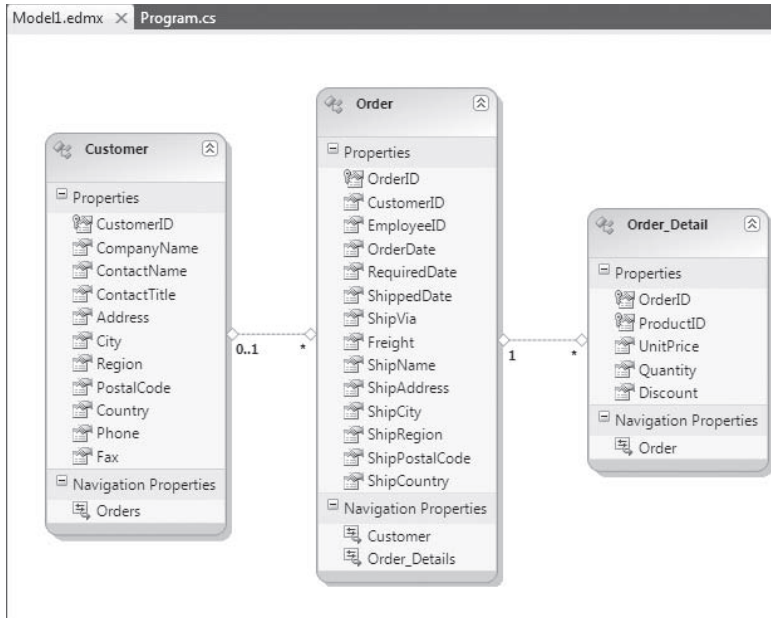 Model1.edmx
Program.cs
Customer
Properties
CustomerID
CompanyName
ContactName
ContactTitle
Address
City
Region
PostalCode
Country
Phone
Fax
Navigation Properties
Orders
0..1
*
Order
Properties
OrderID
CustomerID
EmployeeID
OrderDate
RequiredDate
ShippedDate
ShipVia
Freight
ShipName
ShipAddress
ShipCity
ShipRegion
ShipPostalCode
ShipCountry
Navigation Properties
Customer
Order_Details
1
*
Order_Detail
Properties
OrderID
ProductID
UnitPrice
Quantity
Discount
Navigation Properties
Order